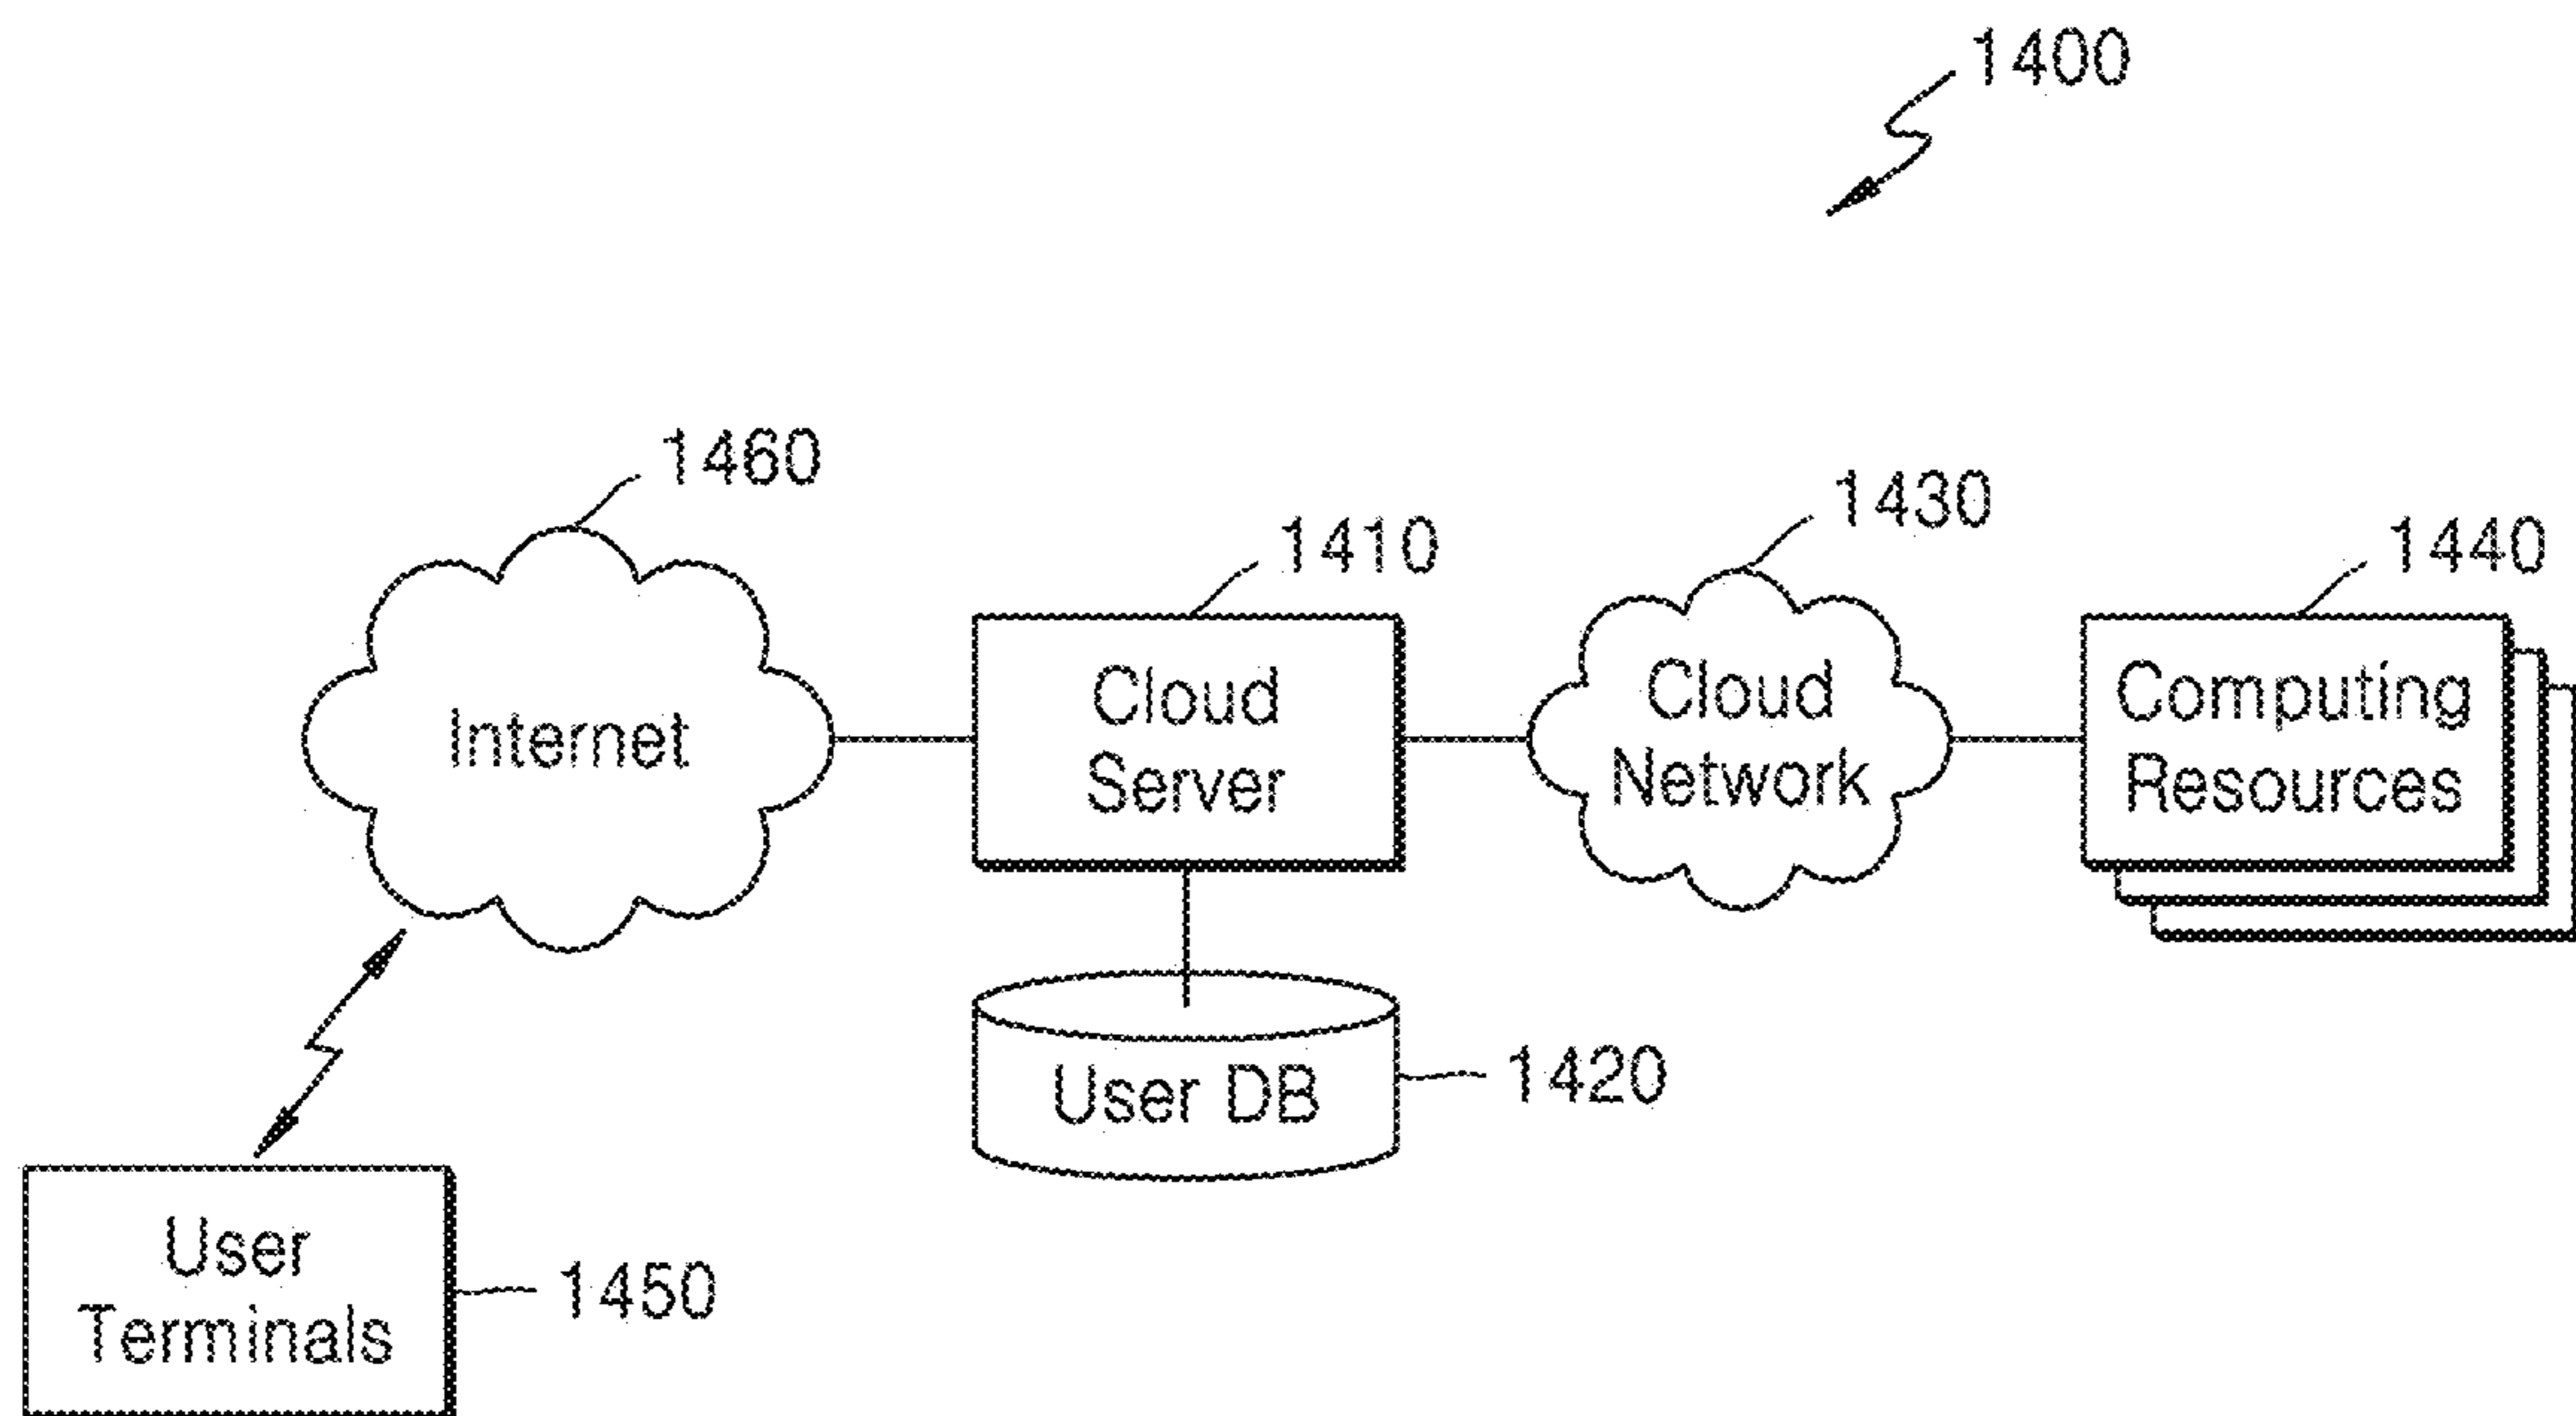 1400
1460
1430
1410
1440
Internet
Cloud
Server
Cloud
Network
Computing
Resources
User DB
1420
User
Terminals
1450